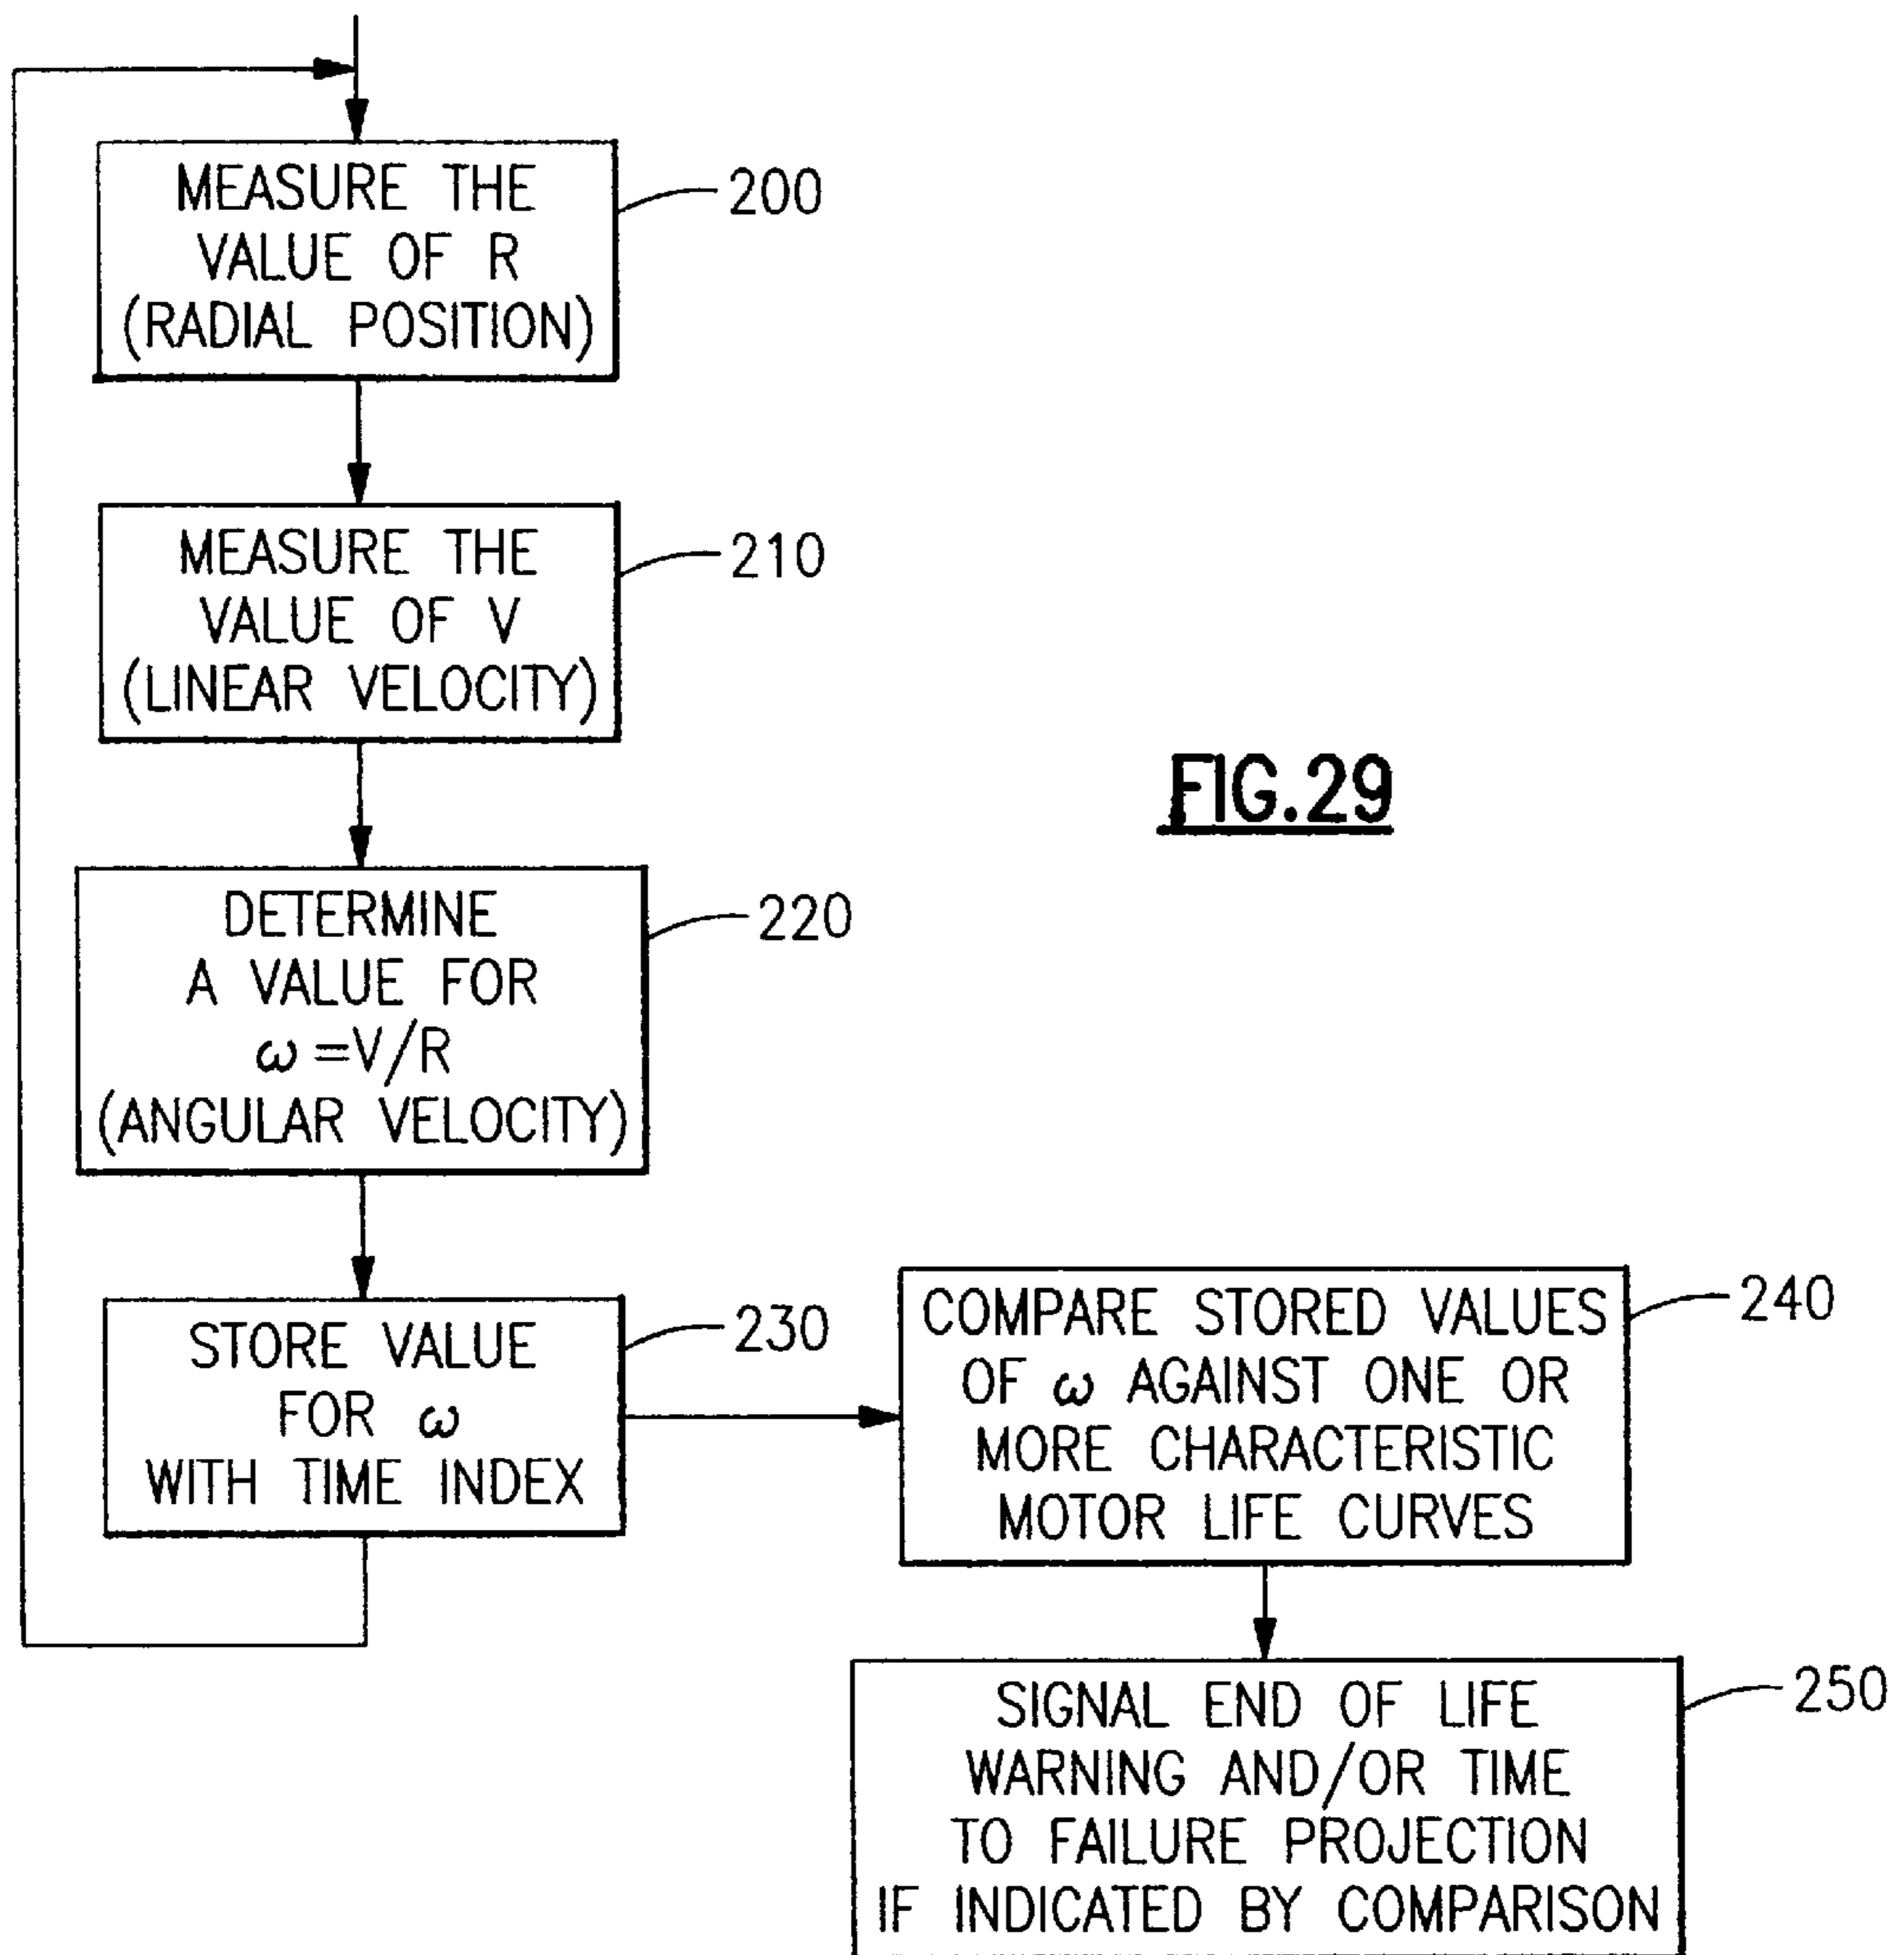 MEASURE THE
VALUE OF R
(RADIAL POSITION)
200
MEASURE THE
VALUE OF V
(LINEAR VELOCITY)
210
FIG.29
DETERMINE
A VALUE FOR
ω=V/R
(ANGULAR VELOCITY)
220
STORE VALUE
FOR ω
WITH TIME INDEX
230
COMPARE STORED VALUES
OF ω AGAINST ONE OR
MORE CHARACTERISTIC
MOTOR LIFE CURVES
240
SIGNAL END OF LIFE
WARNING AND/OR TIME
TO FAILURE PROJECTION
IF INDICATED BY COMPARISON
250